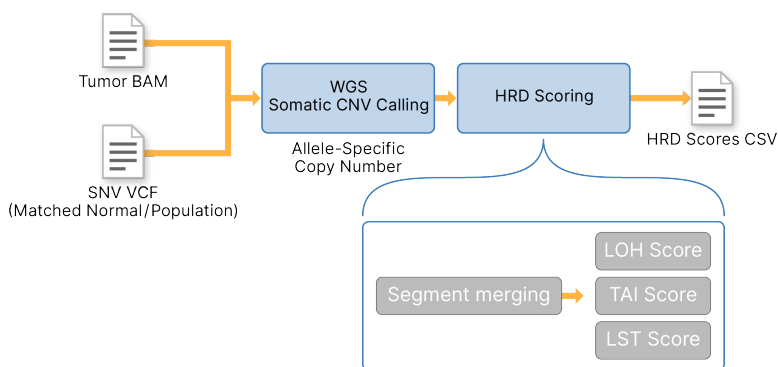 Tumor BAM
SNV VCF
(Matched Normal/Population)
WGS
Somatic CNV Calling
Allele-Specific
Copy Number
HRD Scoring
HRD Scores CSV
Segment merging
LOH Score
TAI Score
LST Score